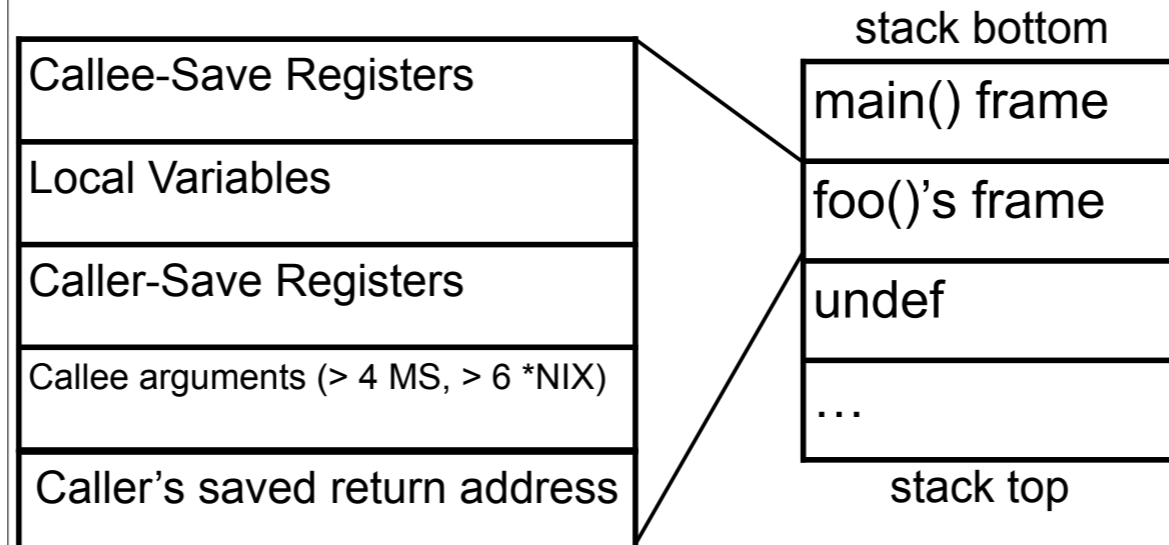 Callee-Save Registers
Local Variables
Caller-Save Registers
Callee arguments (> 4 MS, > 6 *NIX)
Caller’s saved return address
stack bottom
main() frame
foo()’s frame
undef
…
stack top